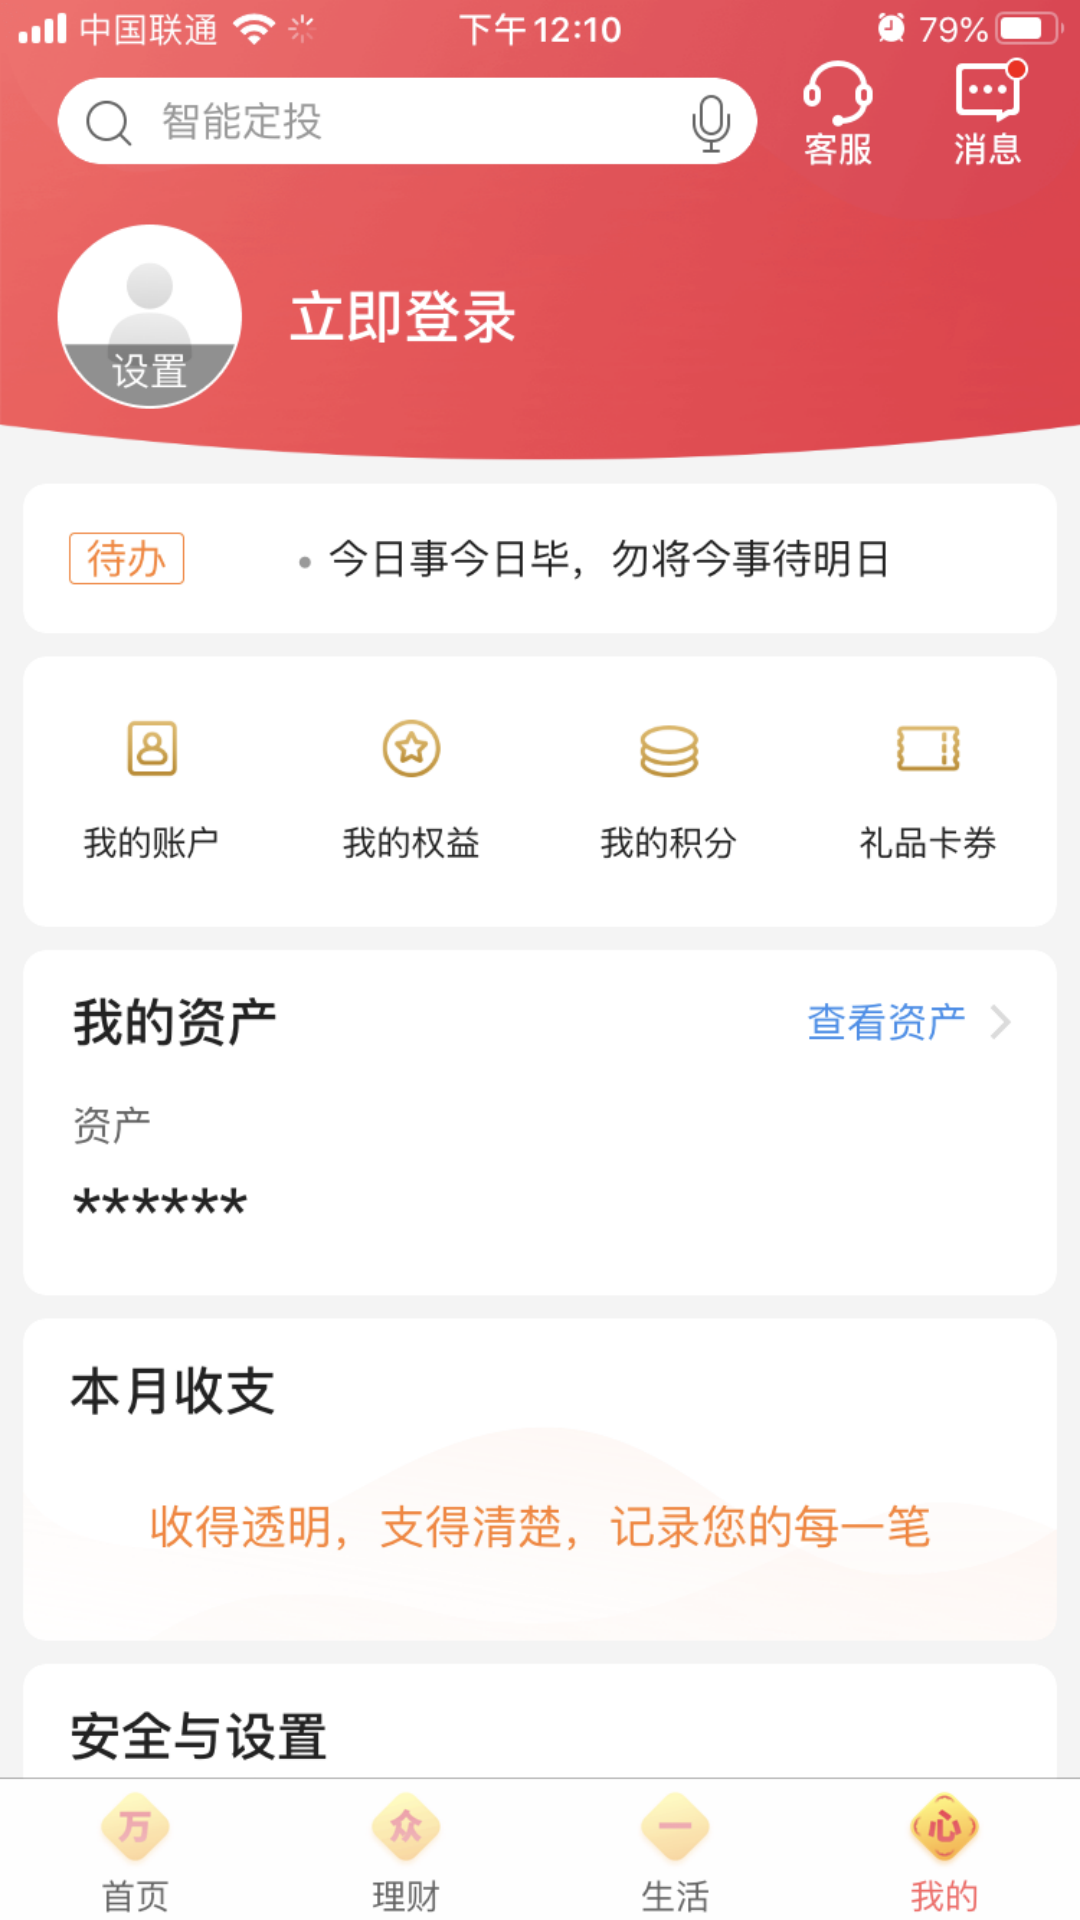 中国联通 下午12:10 79%
智能定投
客服
消息
立即登录
设置
待办 今日事今日毕，勿将今事待明日
我的账户 我的权益 我的积分 礼品卡券
我的资产 查看资产
资产
******
本月收支
收得透明，支得清楚，记录您的每一笔
安全与设置
万 众 一 心
首页 理财 生活 我的